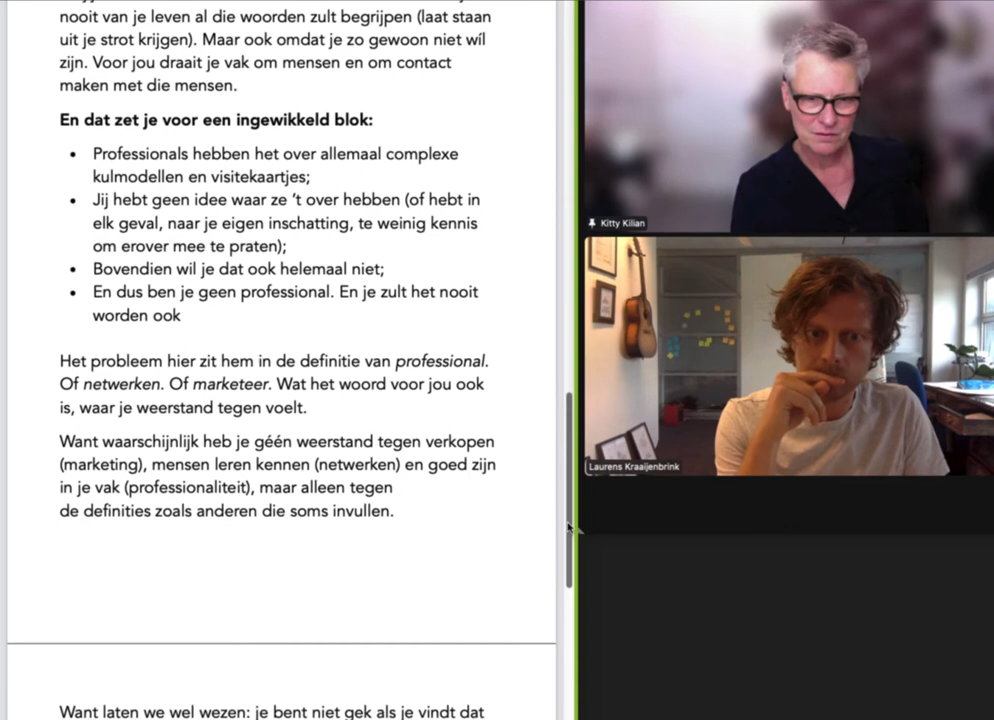 nooit van je leven al die woorden zult begrijpen (laat staan
uit je strot krijgen). Maar ook omdat je zo gewoon niet wíl
zijn. Voor jou draait je vak om mensen en om contact
maken met die mensen.
En dat zet je voor een ingewikkeld blok:
• Professionals hebben het over allemaal complexe
kulmodellen en visitekaartjes;
• Jij hebt geen idee waar ze ’t over hebben (of hebt in
elk geval, naar je eigen inschatting, te weinig kennis
om erover mee te praten);
• Bovendien wil je dat ook helemaal niet;
• En dus ben je geen professional. En je zult het nooit
worden ook
Het probleem hier zit hem in de definitie van professional.
Of netwerken. Of marketeer. Wat het woord voor jou ook
is, waar je weerstand tegen voelt.
Want waarschijnlijk heb je géén weerstand tegen verkopen
(marketing), mensen leren kennen (netwerken) en goed zijn
in je vak (professionaliteit), maar alleen tegen
de definities zoals anderen die soms invullen.
Want laten we wel wezen: je bent niet gek als je vindt dat
Kitty Kilian
Laurens Kraaijenbrink